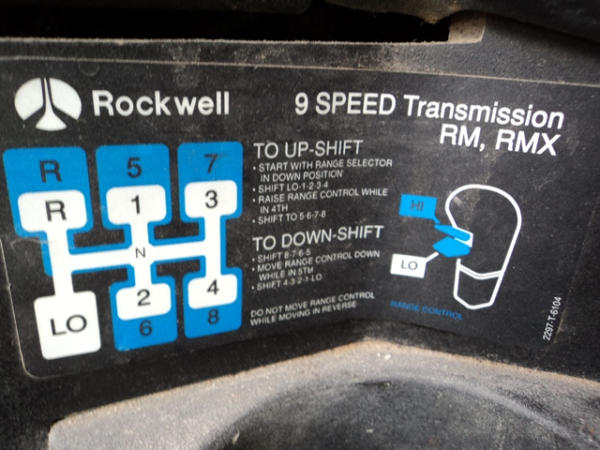 Rockwell
9 SPEED Transmission
RM, RMX
R 5 7
R 1 3
N
LO 2 4
6 8
TO UP-SHIFT
• START WITH RANGE SELECTOR
IN DOWN POSITION
• SHIFT LO-1-2-3-4
• RAISE RANGE CONTROL WHILE
IN 4TH
• SHIFT TO 5-6-7-8
TO DOWN-SHIFT
• SHIFT 8-7-6-5
• MOVE RANGE CONTROL DOWN
WHILE IN 5TH
• SHIFT 4-3-2-1-LO
DO NOT MOVE RANGE CONTROL
WHILE MOVING IN REVERSE
HI
LO
RANGE CONTROL
2297-T-6104